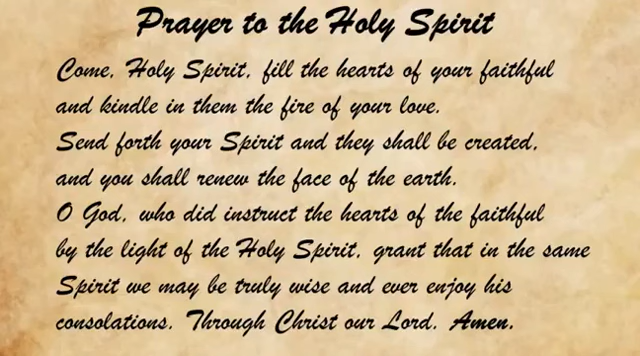 Prayer to the Holy Spirit
Come, Holy Spirit, fill the hearts of your faithful
and kindle in them the fire of your love.
Send forth your Spirit and they shall be created,
and you shall renew the face of the earth.
O God, who did instruct the hearts of the faithful
by the light of the Holy Spirit, grant that in the same
Spirit we may be truly wise and ever enjoy his
consolations. Through Christ our Lord. Amen.